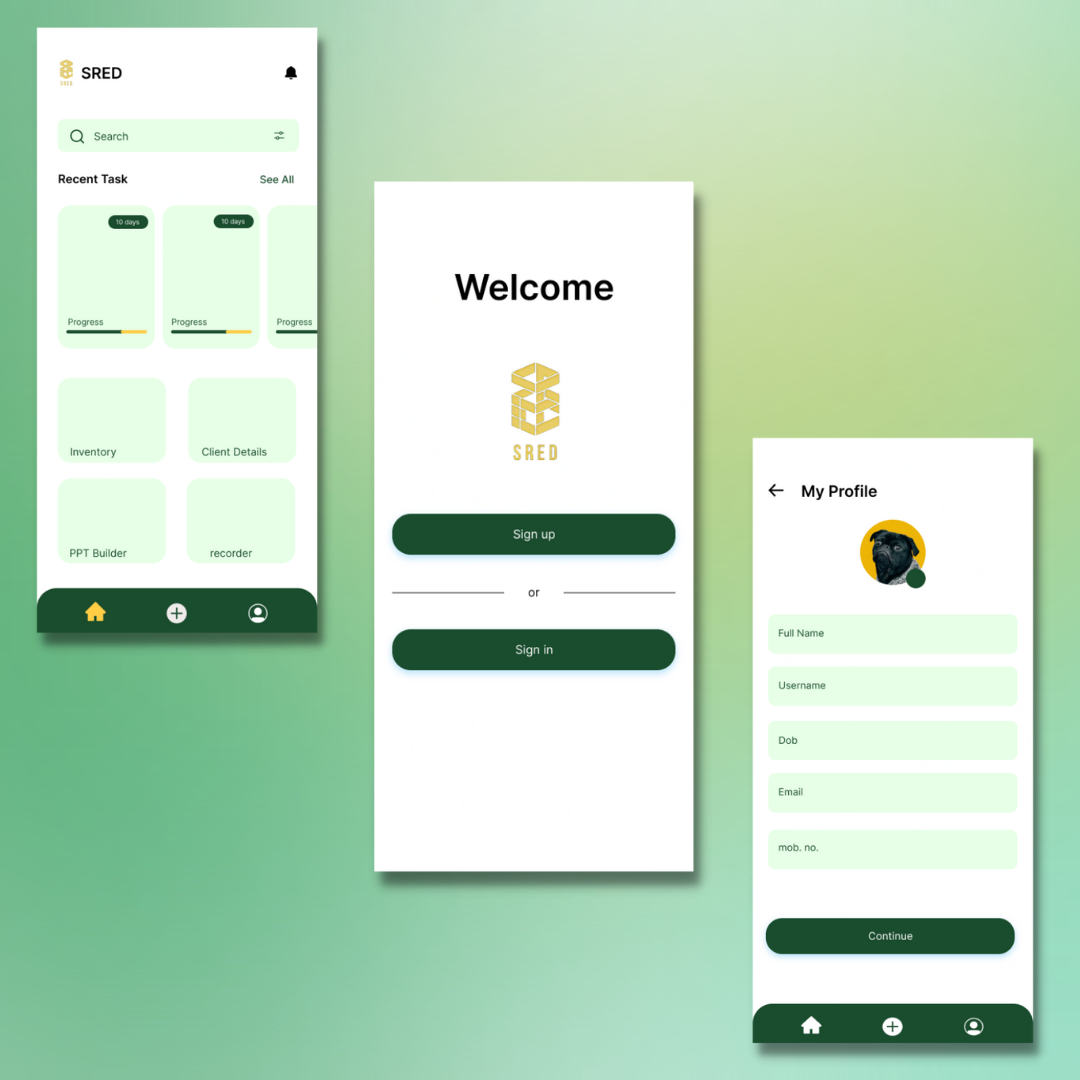 SRED
SRED
Search
Recent Task See All
10 days 10 days
Progress Progress Progress
Inventory Client Details
PPT Builder recorder
Welcome
SRED
Sign up
or
Sign in
My Profile
Full Name
Username
Dob
Email
mob. no.
Continue